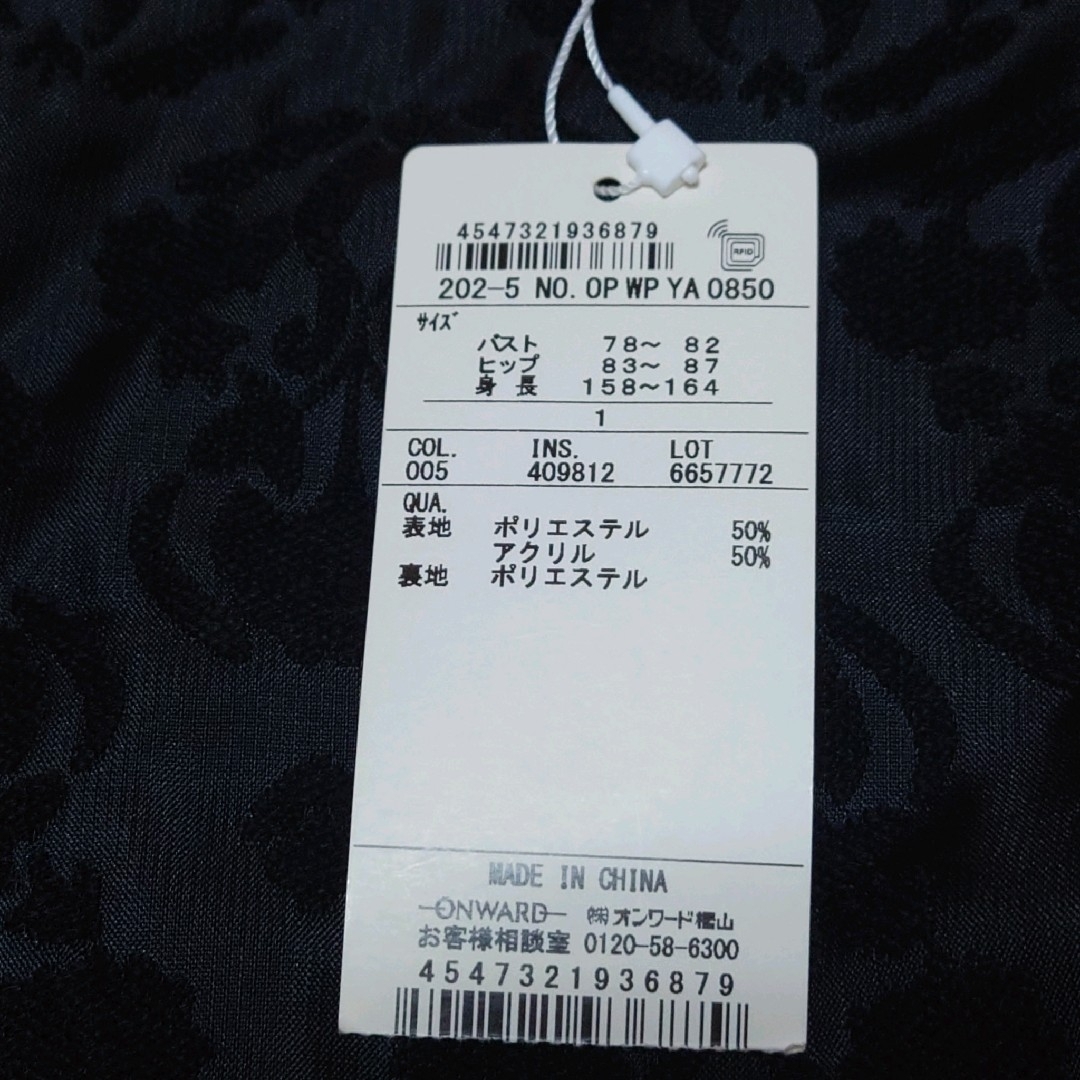 4547321936879
RFID
202-5 NO. OP WP YA 0850
サイズ
バスト 78～ 82
ヒップ 83～ 87
身長 158～164
1
COL. INS. LOT
005 409812 6657772
QUA.
表地 ポリエステル 50%
アクリル 50%
裏地 ポリエステル
MADE IN CHINA
ONWARD ㈱オンワード樫山
お客様相談室 0120-58-6300
4547321936879